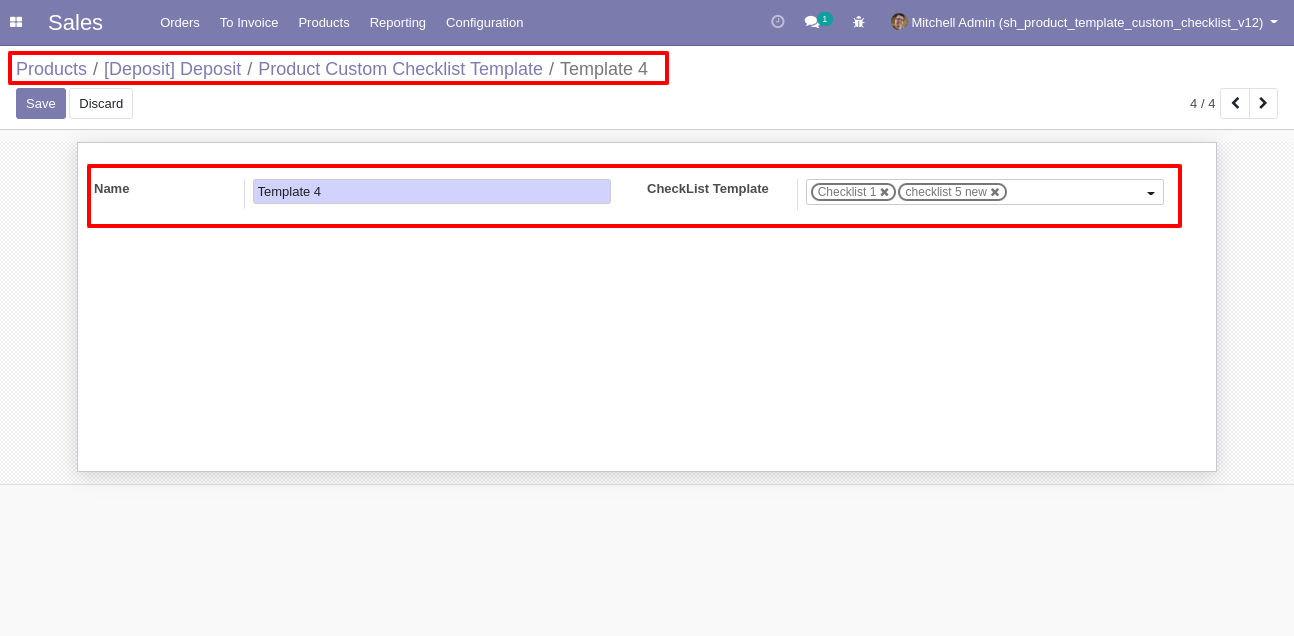 Sales Orders To Invoice Products Reporting Configuration 1 Mitchell Admin (sh_product_template_custom_checklist_v12)
Products / [Deposit] Deposit / Product Custom Checklist Template / Template 4
Save Discard 4 / 4
Name Template 4 CheckList Template Checklist 1 checklist 5 new